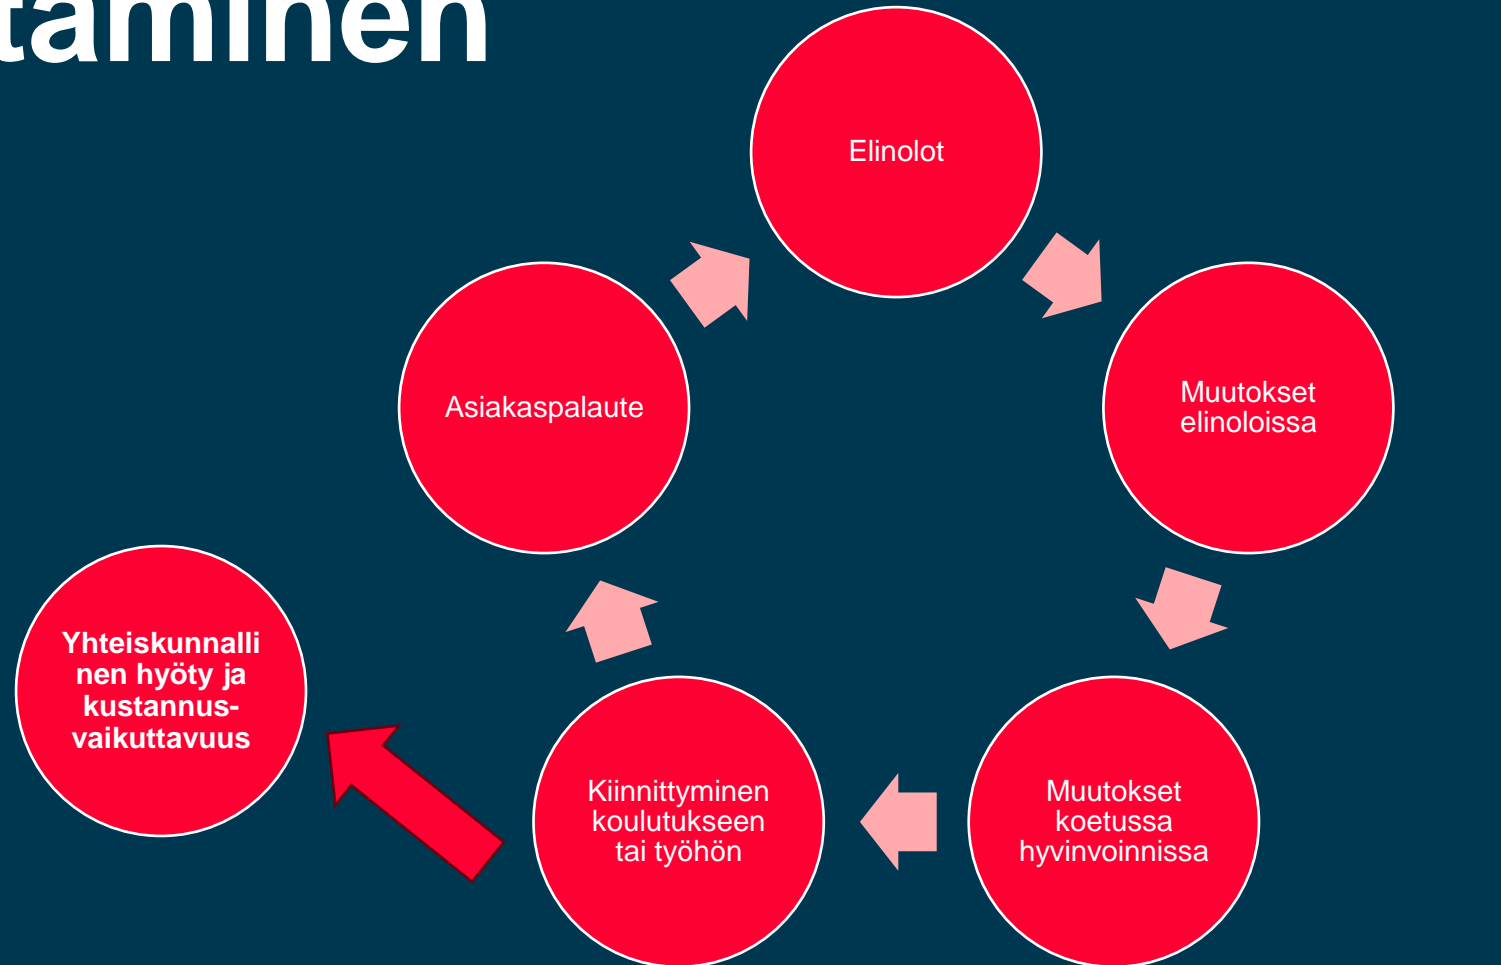 taminen
Elinolot
Muutokset
elinoloissa
Muutokset
koetussa
hyvinvoinnissa
Kiinnittyminen
koulutukseen
tai työhön
Asiakaspalaute
Yhteiskunnalli
nen hyöty ja
kustannus-
vaikuttavuus